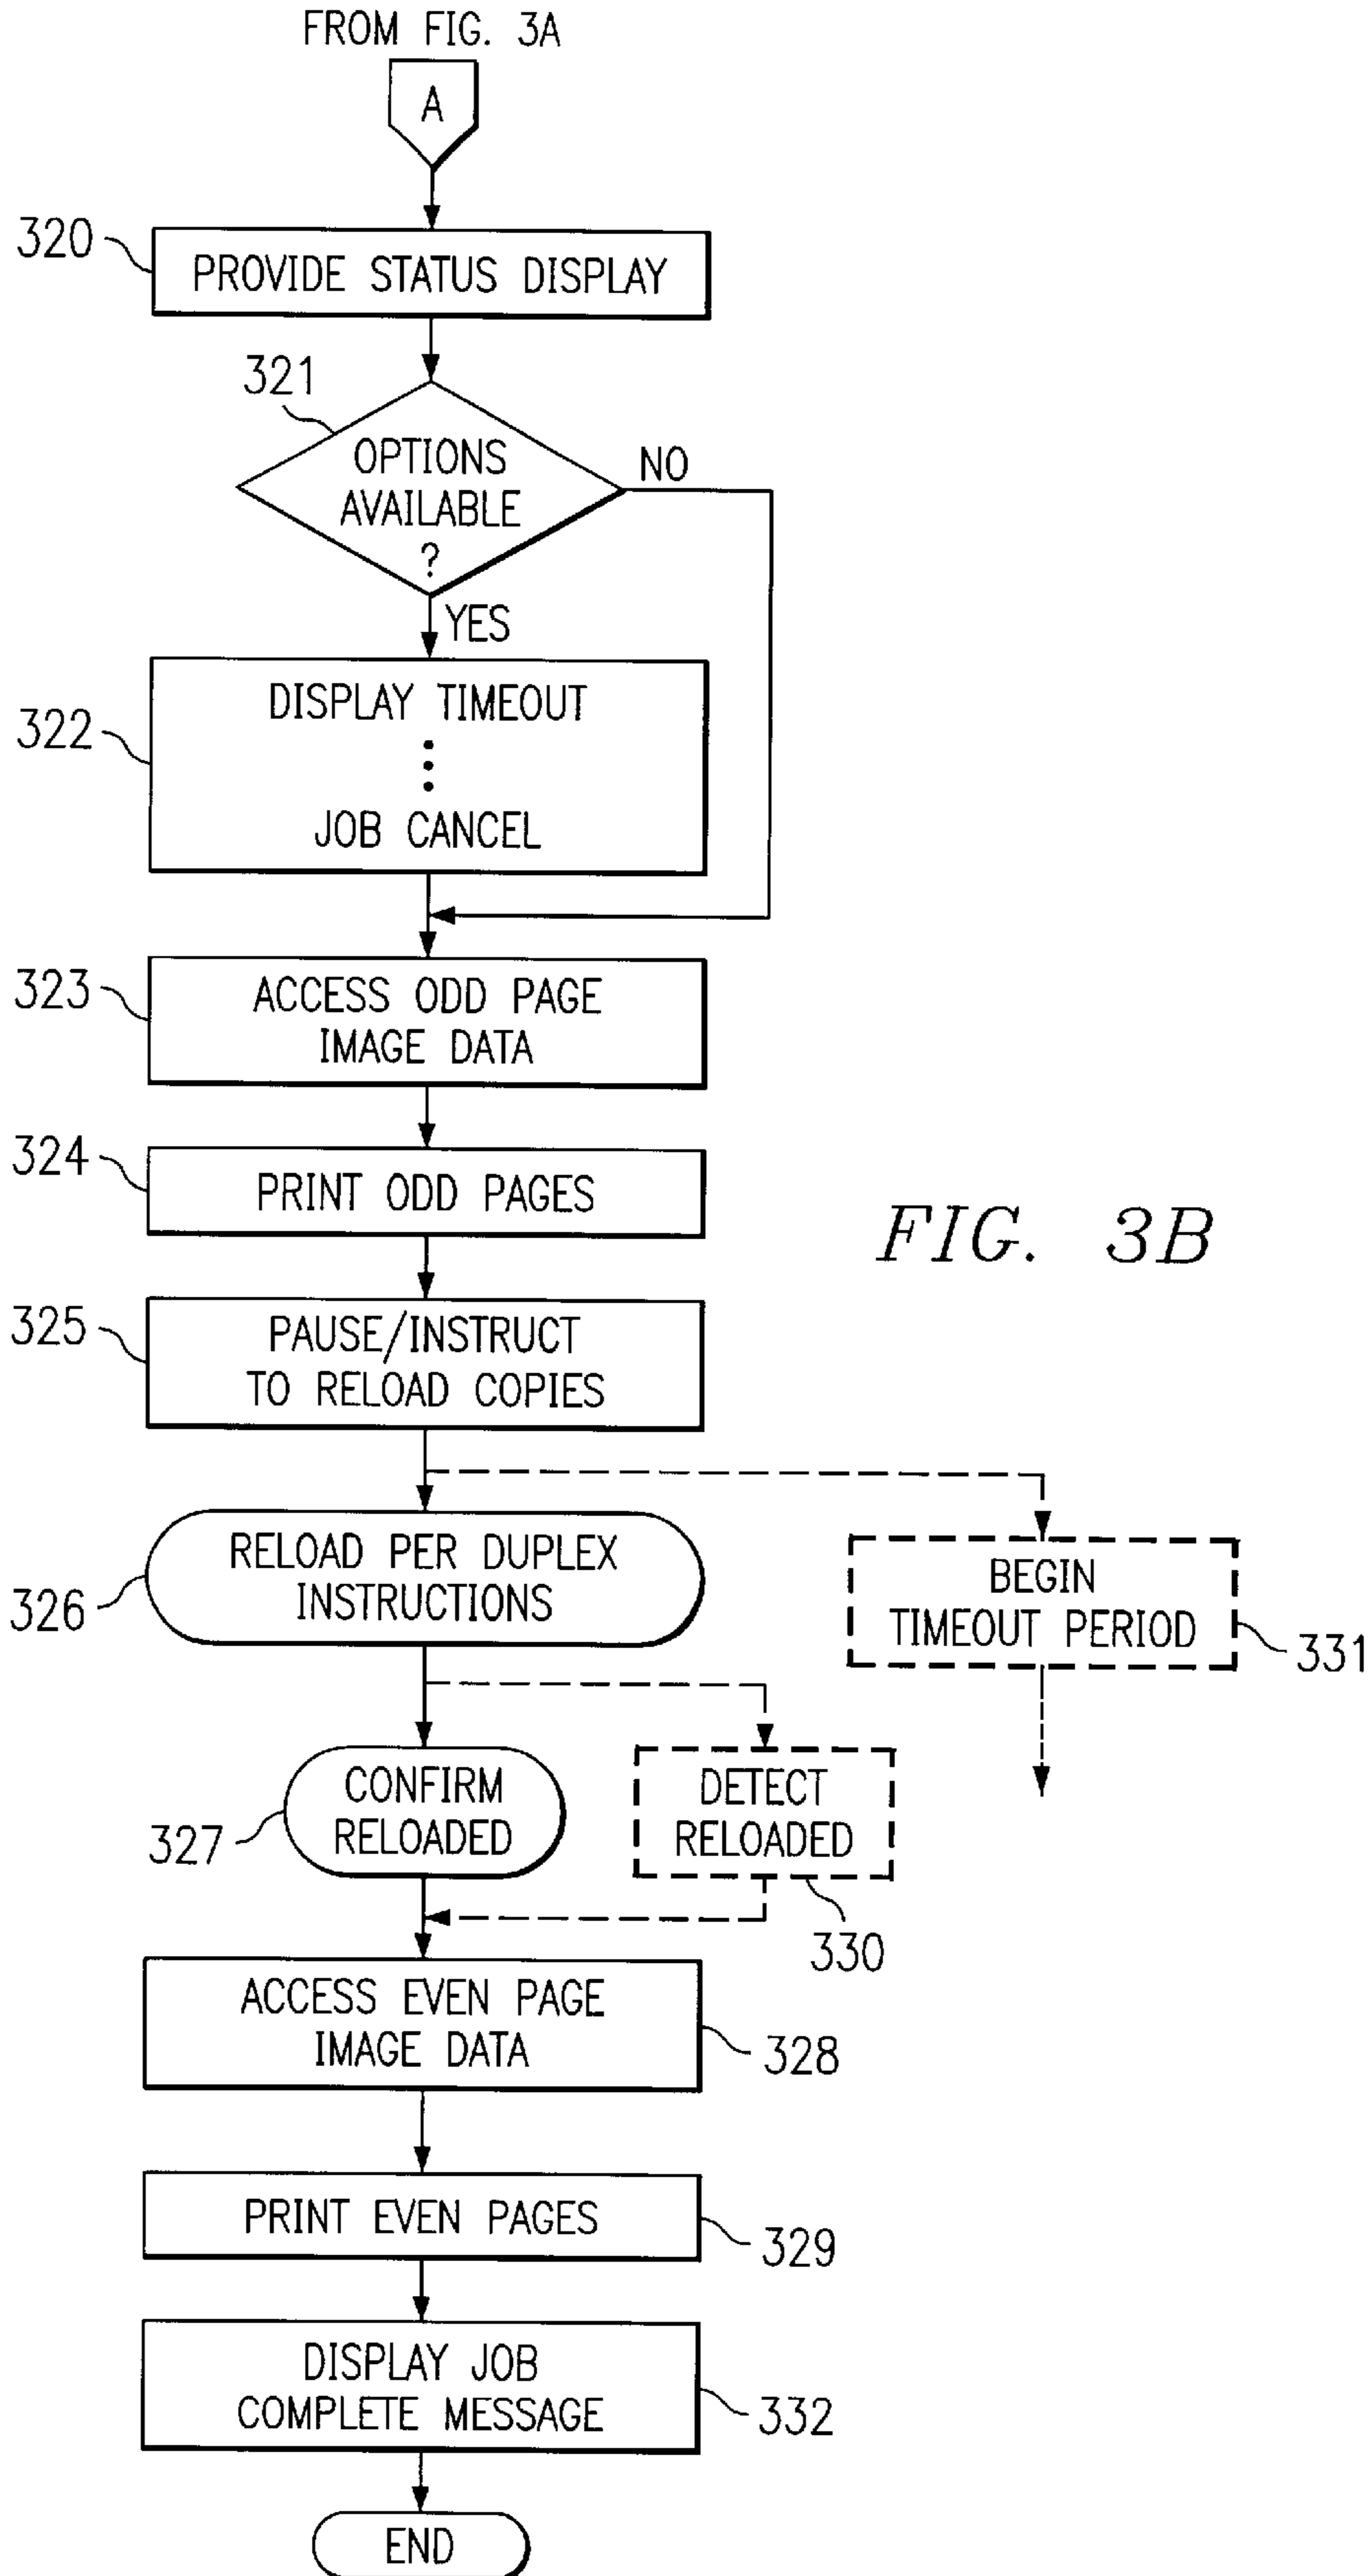 FROM FIG. 3A
A
320
PROVIDE STATUS DISPLAY
321
OPTIONS
AVAILABLE
?
NO
YES
322
DISPLAY TIMEOUT
JOB CANCEL
323
ACCESS ODD PAGE
IMAGE DATA
324
PRINT ODD PAGES
FIG. 3B
325
PAUSE/INSTRUCT
TO RELOAD COPIES
326
RELOAD PER DUPLEX
INSTRUCTIONS
BEGIN
TIMEOUT PERIOD
331
327
CONFIRM
RELOADED
DETECT
RELOADED
330
ACCESS EVEN PAGE
IMAGE DATA
328
PRINT EVEN PAGES
329
DISPLAY JOB
COMPLETE MESSAGE
332
END